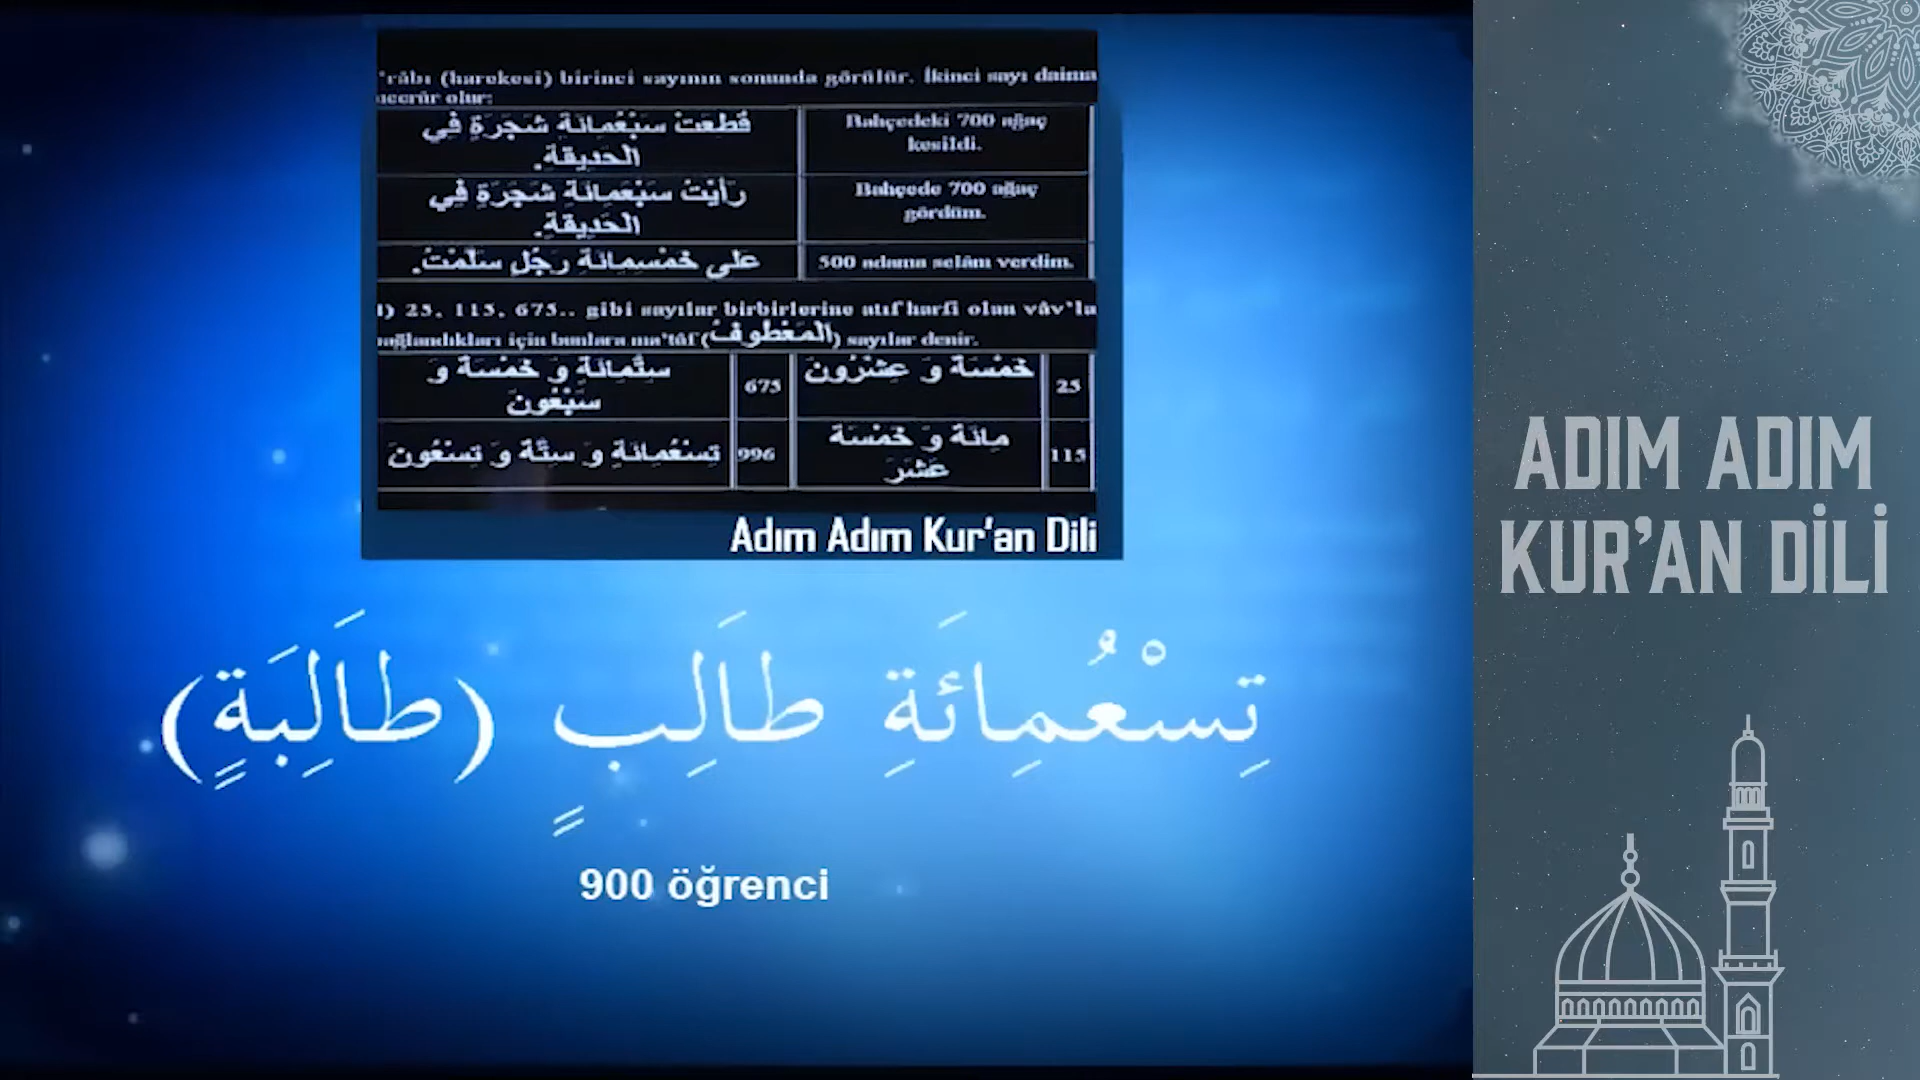 'râbı (harekesi) birinci sayının sonunda görülür. İkinci sayı daima
ecrûr olur:
قُطِعَتْ سَبْعُمِائَةِ شَجَرَةٍ فِي
الْحَدِيقَةِ.
Bahçedeki 700 ağaç
kesildi.
رَأَيْتُ سَبْعَمِائَةِ شَجَرَةٍ فِي
الْحَدِيقَةِ.
Bahçede 700 ağaç
gördüm.
عَلَى خَمْسِمِائَةِ رَجُلٍ سَلَّمْتُ.
500 adama selâm verdim.
d) 25, 115, 675.. gibi sayılar birbirlerine atıf harfi olan vâv'la
bağlandıkları için bunlara ma'tûf (الْمَعْطُوفُ) sayılar denir.
سِتُّمِائَةٍ وَ خَمْسَةٌ وَ
سَبْعُونَ
675
خَمْسَةٌ وَ عِشْرُونَ
25
تِسْعُمِائَةٍ وَ سِتَّةٌ وَ تِسْعُونَ
996
مِائَةٌ وَ خَمْسَةَ
عَشَرَ
115
Adım Adım Kur'an Dili
تِسْعُمِائَةِ طَالِبٍ (طَالِبَةٍ)
900 öğrenci
ADIM ADIM
KUR'AN DİLİ